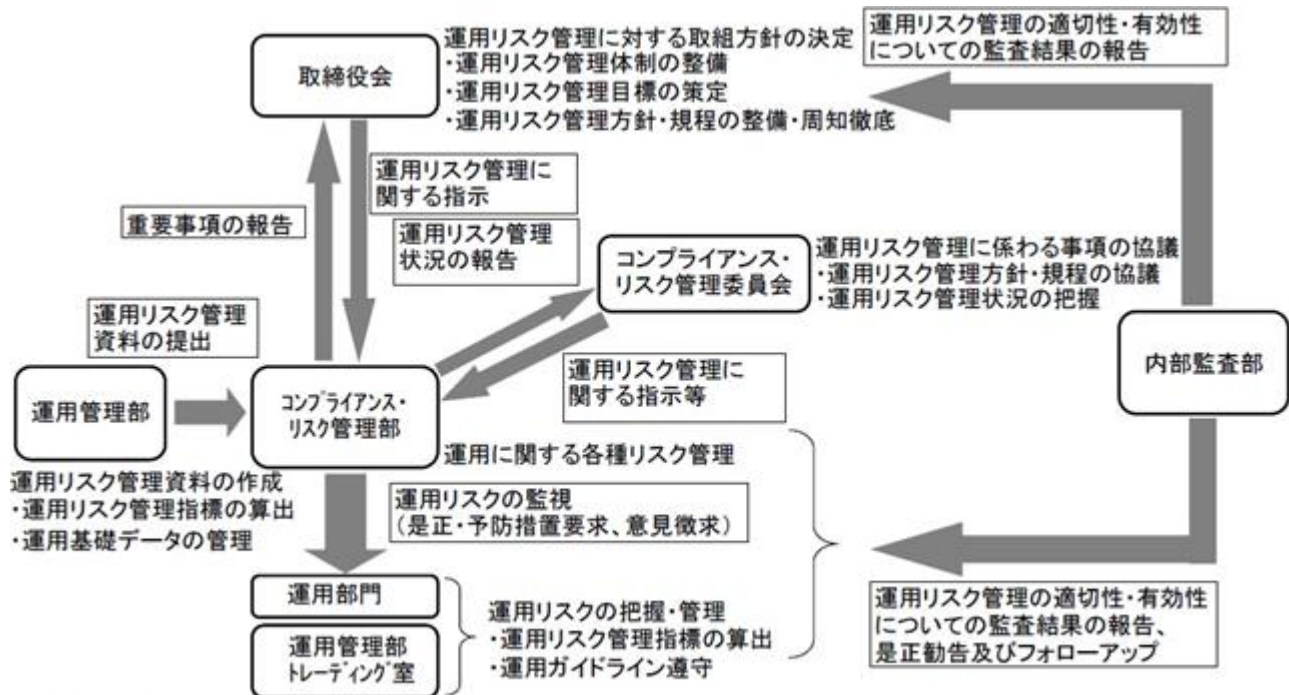 取締役会
運用リスク管理に対する取組方針の決定
・運用リスク管理体制の整備
・運用リスク管理目標の策定
・運用リスク管理方針・規程の整備・周知徹底
運用リスク管理の適切性・有効性
についての監査結果の報告
運用リスク管理に
関する指示
重要事項の報告
運用リスク管理
状況の報告
コンプライアンス・
リスク管理委員会
運用リスク管理に係わる事項の協議
・運用リスク管理方針・規程の協議
・運用リスク管理状況の把握
運用リスク管理
資料の提出
内部監査部
運用管理部
コンプライアンス・
リスク管理部
運用リスク管理に
関する指示等
運用に関する各種リスク管理
運用リスク管理資料の作成
・運用リスク管理指標の算出
・運用基礎データの管理
運用リスクの監視
（是正・予防措置要求、意見徴求）
運用部門
運用管理部
トレーディング室
運用リスクの把握・管理
・運用リスク管理指標の算出
・運用ガイドライン遵守
運用リスク管理の適切性・有効性
についての監査結果の報告、
是正勧告及びフォローアップ